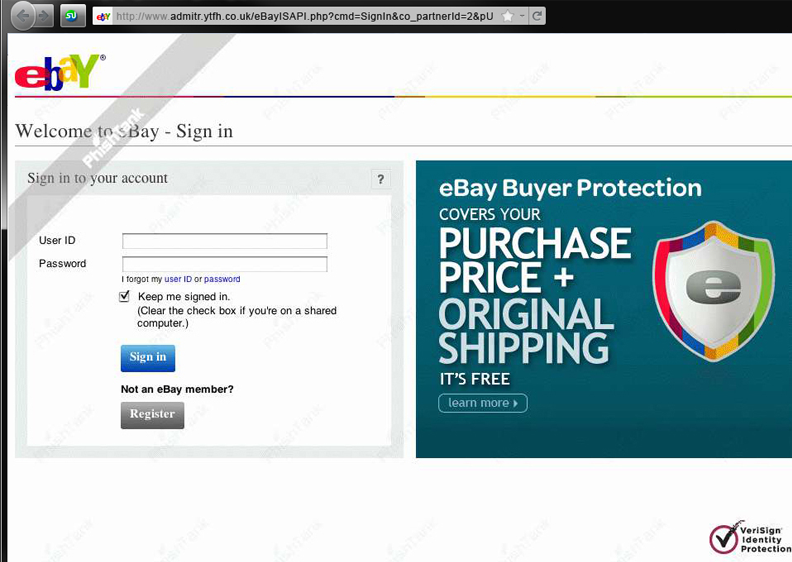 http://www.admitr.ytfh.co.uk/eBayISAPI.php?cmd=SignIn&co_partnerId=2&pU
ebaY®
PhishTank
Welcome to eBay - Sign in
Sign in to your account
?
User ID
Password
I forgot my user ID or password
Keep me signed in.
(Clear the check box if you're on a shared
computer.)
Sign in
Not an eBay member?
Register
eBay Buyer Protection
COVERS YOUR
PURCHASE
PRICE +
ORIGINAL
SHIPPING
IT'S FREE
learn more
e
VeriSign
Identity
Protection